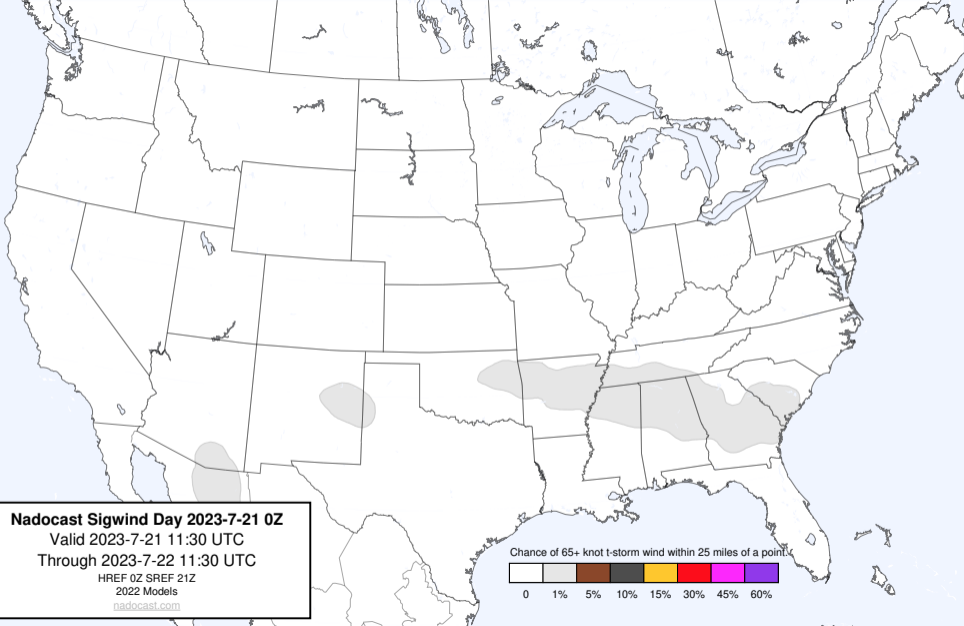 Nadocast Sigwind Day 2023-7-21 0Z
Valid 2023-7-21 11:30 UTC
Through 2023-7-22 11:30 UTC
HREF 0Z SREF 21Z
2022 Models
nadocast.com
Chance of 65+ knot t-storm wind within 25 miles of a point.
0 1% 5% 10% 15% 30% 45% 60%